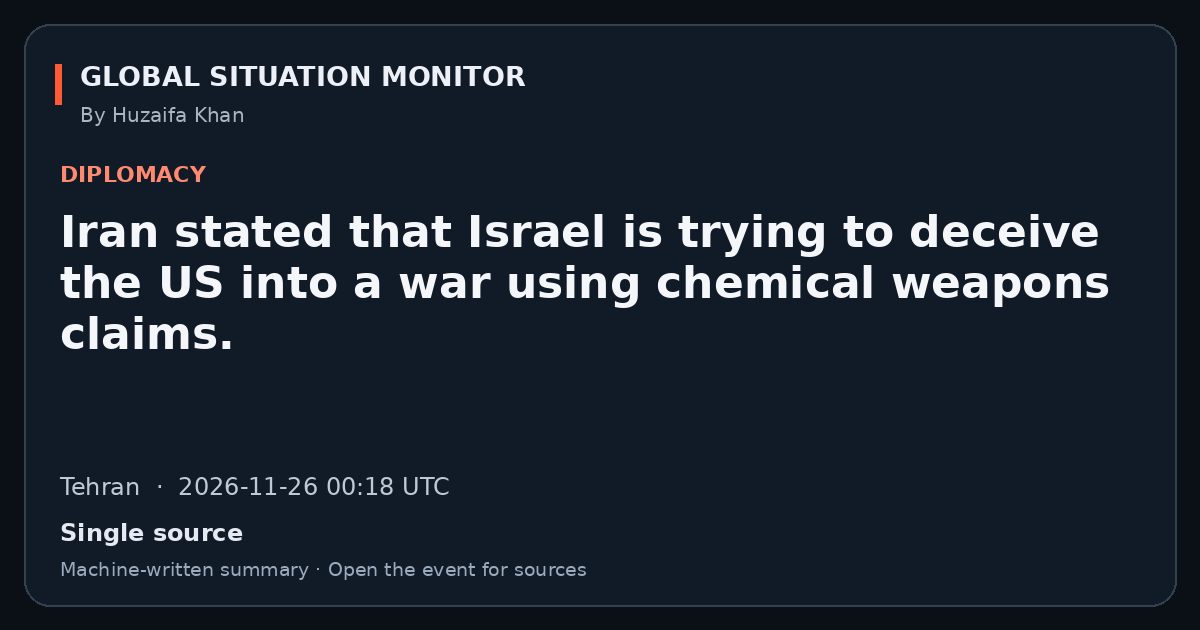 GLOBAL SITUATION MONITOR
By Huzaifa Khan
DIPLOMACY
Iran stated that Israel is trying to deceive
the US into a war using chemical weapons
claims.
Tehran · 2026-11-26 00:18 UTC
Single source
Machine-written summary · Open the event for sources